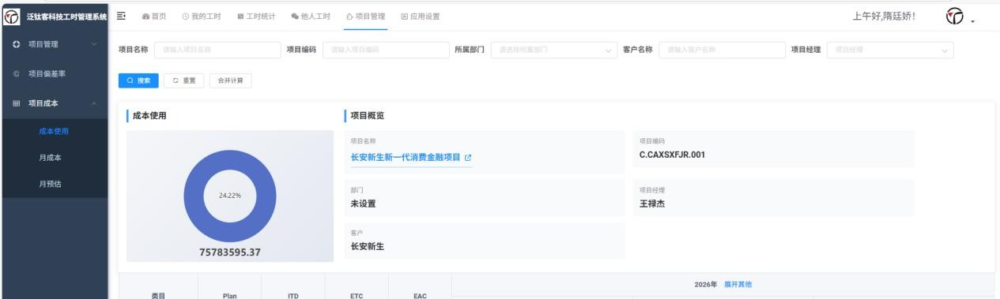 泛钛客科技工时管理系统
首页 我的工时 工时统计 他人工时 项目管理 应用设置
上午好,隋廷娇！
项目管理
项目偏差率
项目成本
成本使用
月成本
月预估
项目名称 请输入项目名称 项目编码 请输入项目编码 所属部门 请选择所属部门 客户名称 请输入客户名称 项目经理 项目经理
搜索 重置 合并计算
成本使用
24.22%
75783595.37
项目概览
项目名称
长安新生新一代消费金融项目
项目编码
C.CAXSXFJR.001
部门
未设置
项目经理
王禄杰
客户
长安新生
2026年 展开其他
类目 Plan ITD ETC EAC